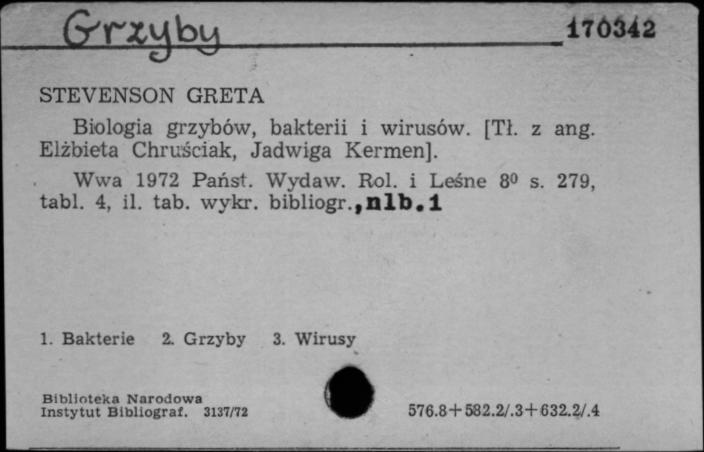 Grzyby 170342
STEVENSON GRETA
Biologia grzybów, bakterii i wirusów. [Tł. z ang.
Elżbieta Chruściak, Jadwiga Kermen].
Wwa 1972 Państ. Wydaw. Rol. i Leśne 8⁰ s. 279,
tabl. 4, il. tab. wykr. bibliogr., nlb.1
1. Bakterie 2. Grzyby 3. Wirusy
Biblioteka Narodowa
Instytut Bibliograf. 3137/72 576.8+582.2/.3+632.2/.4